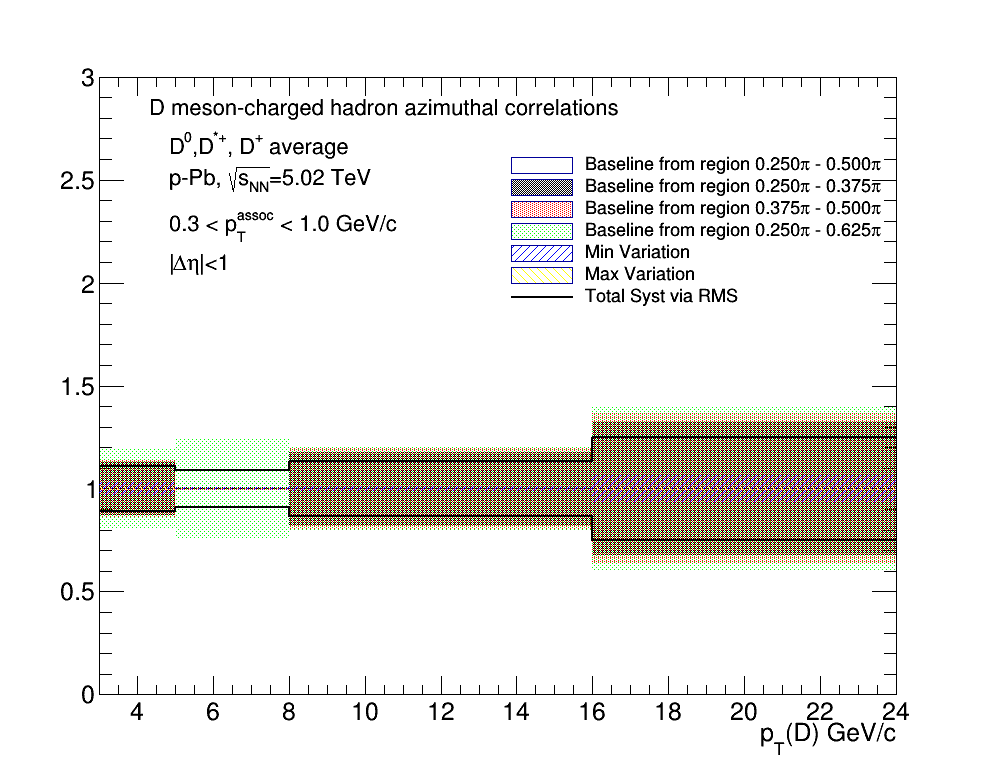 3
2.5
2
1.5
1
0.5
0
D meson-charged hadron azimuthal correlations
D⁰,D*⁺, D⁺ average
p-Pb, √s_NN=5.02 TeV
0.3 < p_T^assoc < 1.0 GeV/c
|Δη|<1
Baseline from region 0.250π - 0.500π
Baseline from region 0.250π - 0.375π
Baseline from region 0.375π - 0.500π
Baseline from region 0.250π - 0.625π
Min Variation
Max Variation
Total Syst via RMS
4 6 8 10 12 14 16 18 20 22 24
p_T(D) GeV/c